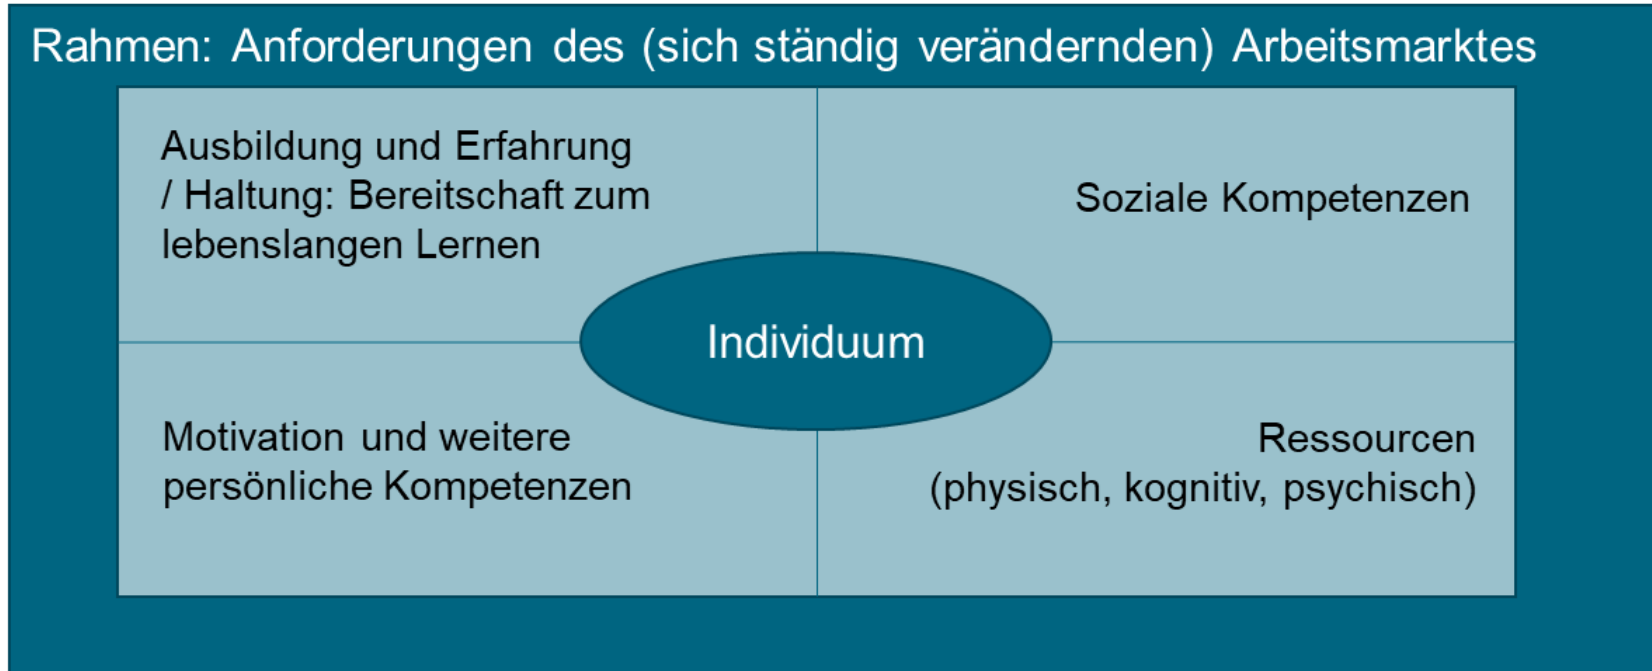 Rahmen: Anforderungen des (sich ständig verändernden) Arbeitsmarktes
Ausbildung und Erfahrung
/ Haltung: Bereitschaft zum
lebenslangen Lernen
Soziale Kompetenzen
Individuum
Motivation und weitere
persönliche Kompetenzen
Ressourcen
(physisch, kognitiv, psychisch)